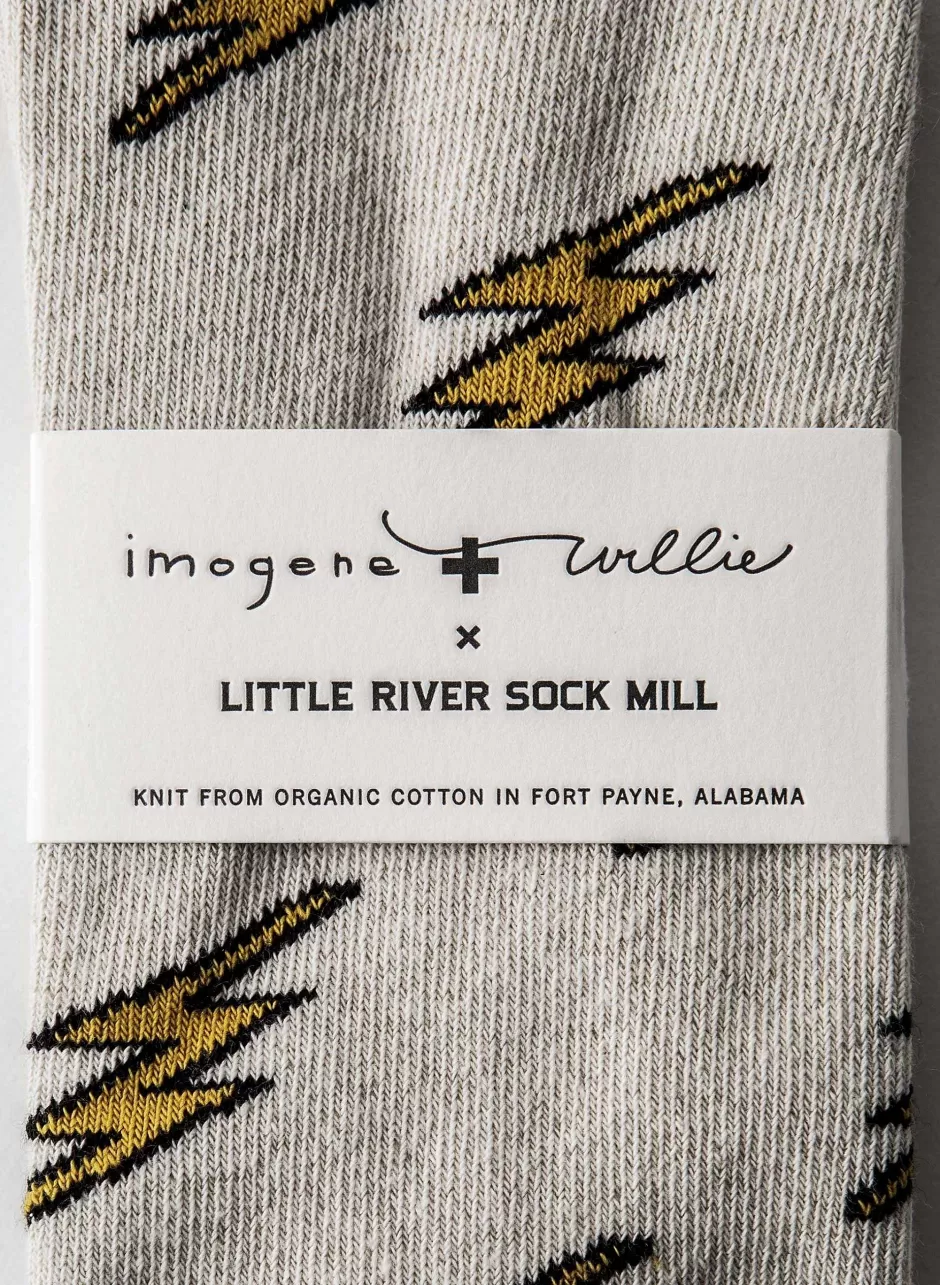 imogene + willie
×
LITTLE RIVER SOCK MILL
KNIT FROM ORGANIC COTTON IN FORT PAYNE, ALABAMA